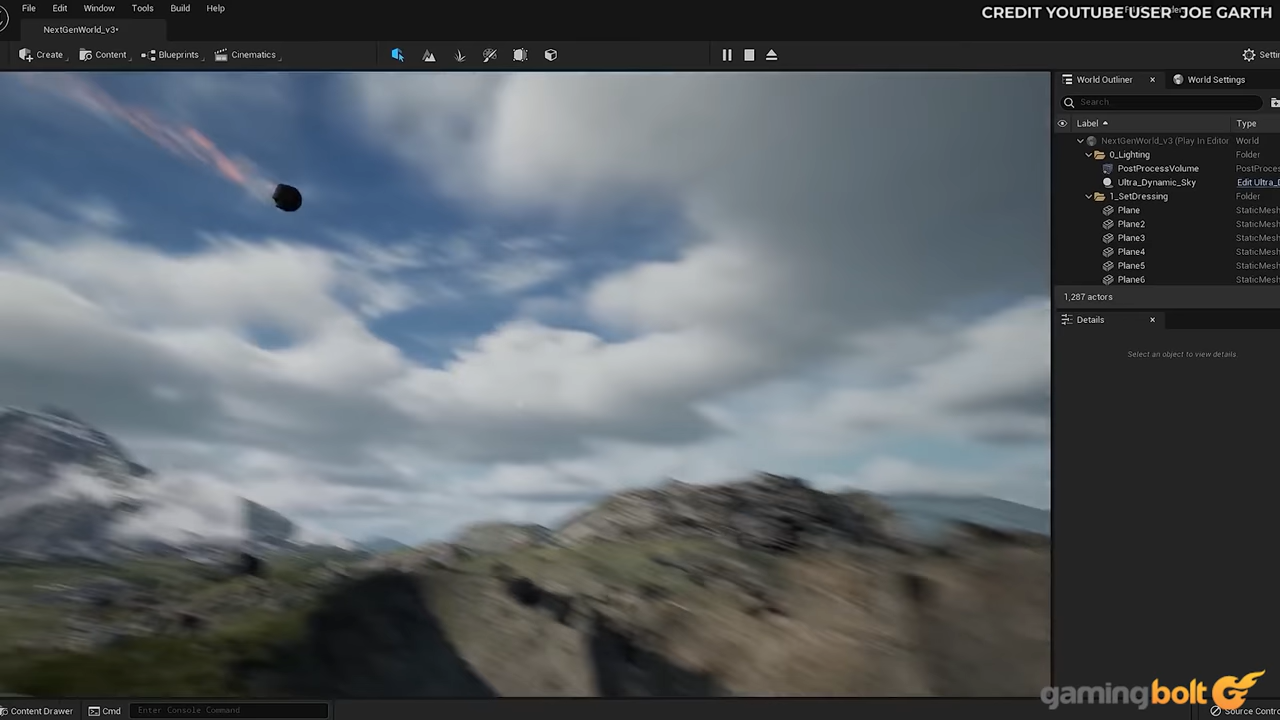 File Edit Window Tools Build Help
CREDIT YOUTUBE USER 'JOE GARTH
NextGenWorld_v3•
Create Content Blueprints Cinematics
World Outliner World Settings
Search...
Label Type
NextGenWorld_v3 (Play In Editor World
0_Lighting Folder
PostProcessVolume
Ultra_Dynamic_Sky Edit Ultra_
1_SetDressing Folder
Plane StaticMesh
Plane2 StaticMesh
Plane3 StaticMesh
Plane4 StaticMesh
Plane5 StaticMesh
Plane6 StaticMesh
1,287 actors
Details
Select an object to view details.
gamingbolt
Content Drawer Cmd Enter Console Command
Source Contro